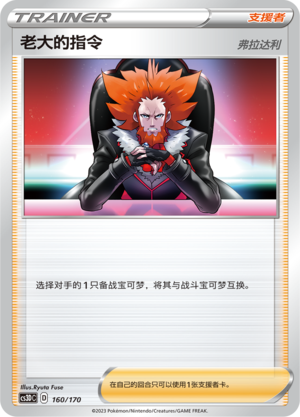 TRAINER 支援者
老大的指令 弗拉达利
选择对手的1只备战宝可梦，将其与战斗宝可梦互换。
Illus.Ryuta Fuse
CS3D C D 160/170
在自己的回合只可以使用1张支援者卡。
©2023 Pokémon/Nintendo/Creatures/GAME FREAK.